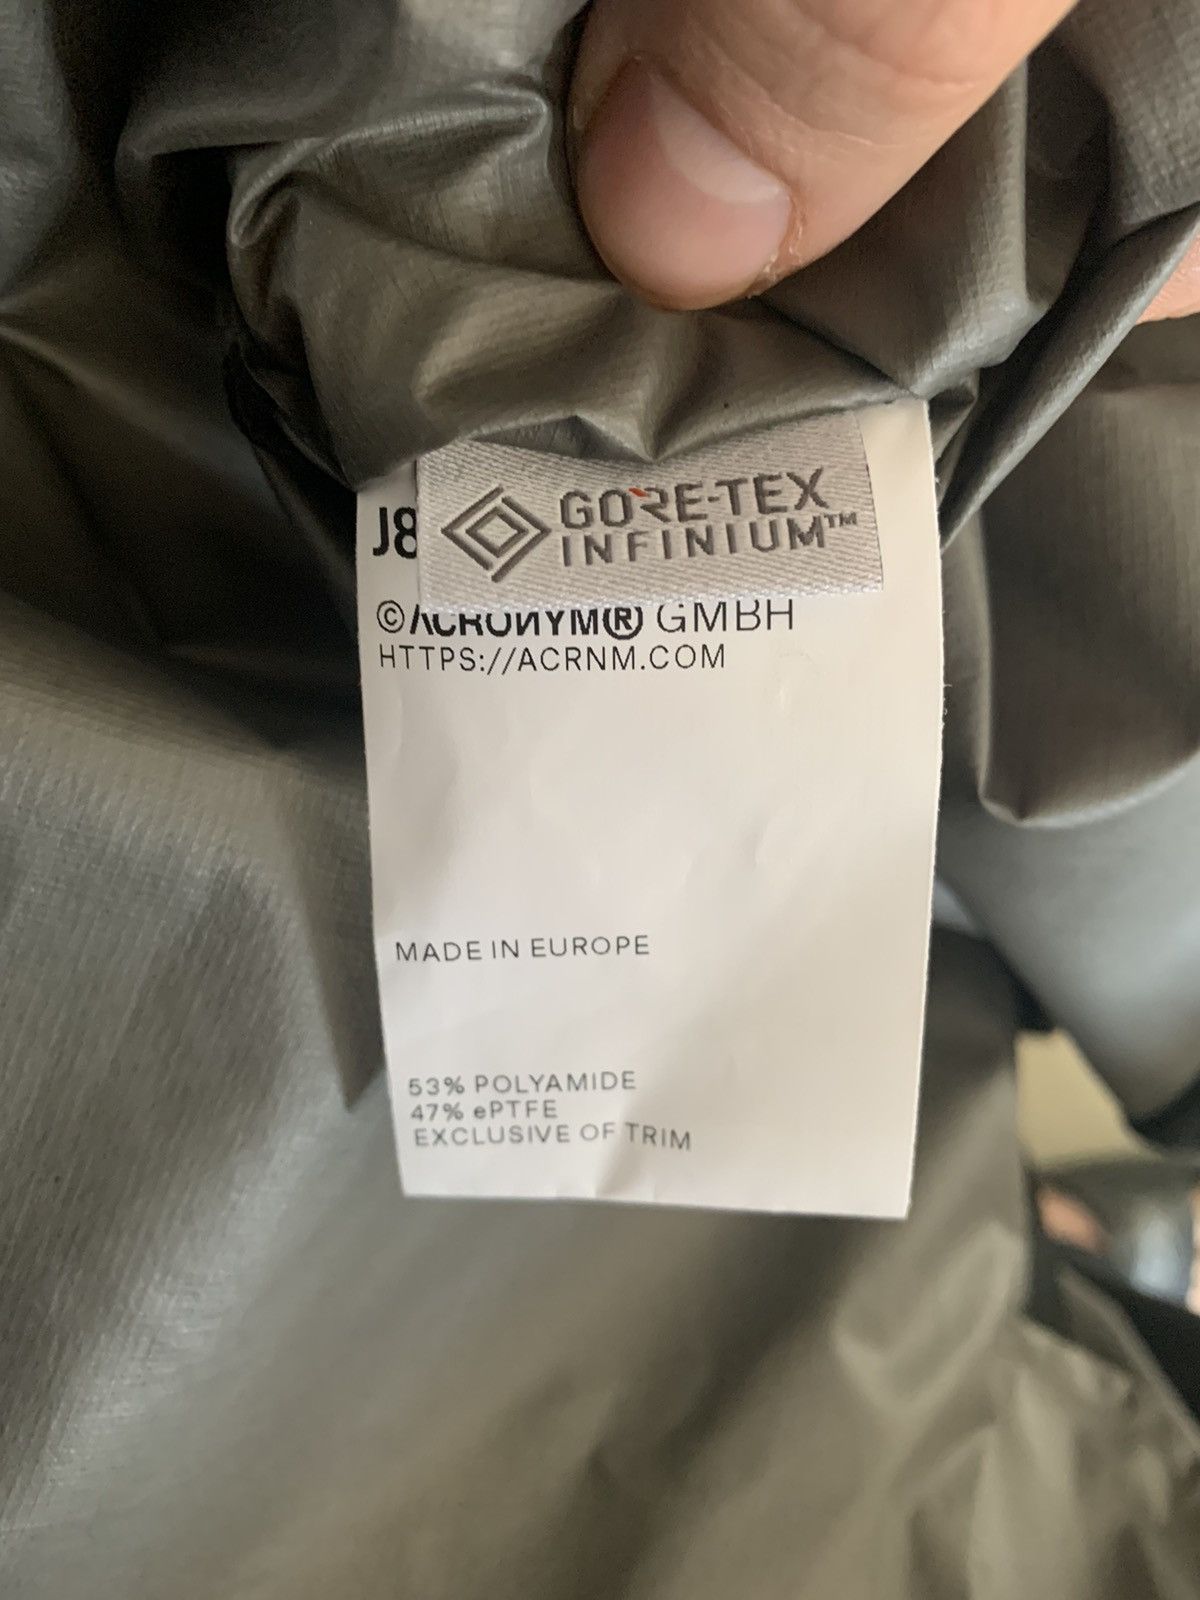 GORE-TEX
INFINIUM™
J8
©ACRONYM® GMBH
HTTPS://ACRNM.COM
MADE IN EUROPE
53% POLYAMIDE
47% ePTFE
EXCLUSIVE OF TRIM